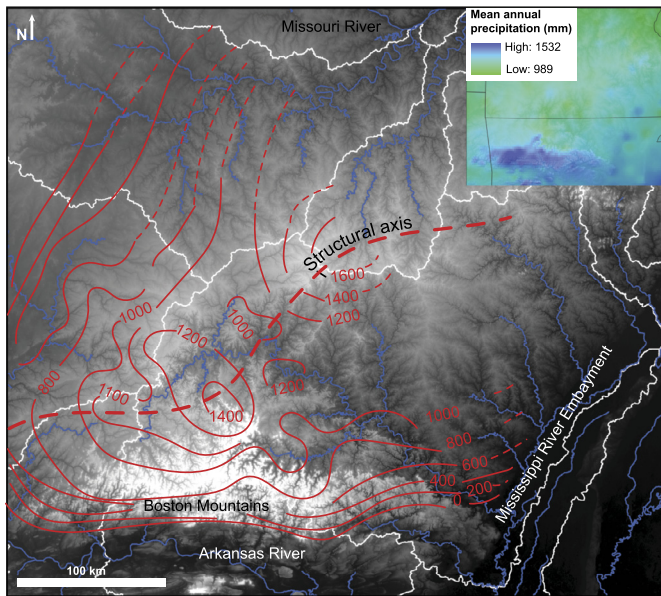 N
Missouri River
Mean annual
precipitation (mm)
High: 1532
Low: 989
Structural axis
1600
1400
1200
1000
1000
1200
800
1100
1400
1200
1000
800
600
400
200
0
Mississippi River Embayment
Boston Mountains
Arkansas River
100 km